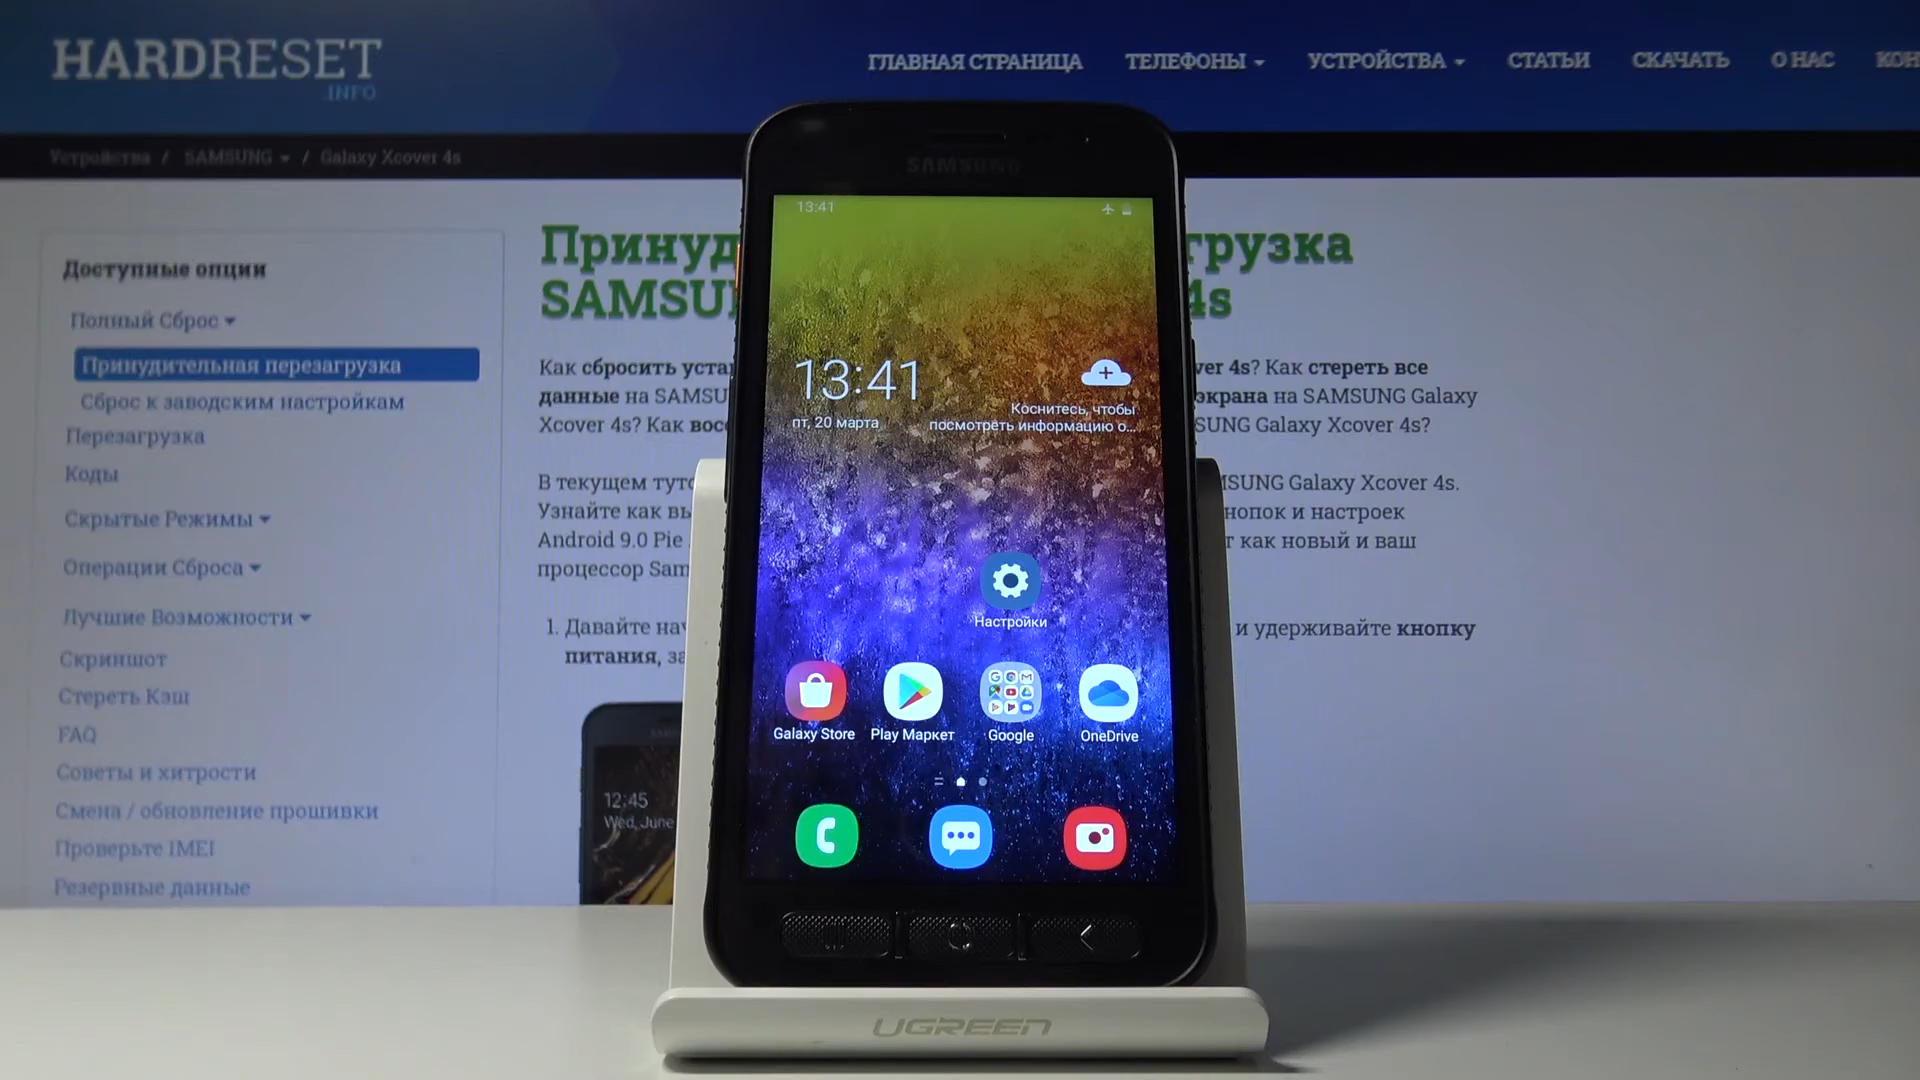 HARDRESET
.INFO
ГЛАВНАЯ СТРАНИЦА
ТЕЛЕФОНЫ
УСТРОЙСТВА
СТАТЬИ
СКАЧАТЬ
О НАС
КОН
Устройства / SAMSUNG / Galaxy Xcover 4s
Доступные опции
Полный Сброс
Принудительная перезагрузка
Сброс к заводским настройкам
Перезагрузка
Коды
Скрытые Режимы
Операции Сброса
Лучшие Возможности
Скриншот
Стереть Кэш
FAQ
Советы и хитрости
Смена / обновление прошивки
Проверьте IMEI
Резервные данные
Принуд грузка
SAMSU 4s
Как сбросить уста ver 4s? Как стереть все
данные на SAMSU экрана на SAMSUNG Galaxy
Xcover 4s? Как вос SUNG Galaxy Xcover 4s?
В текущем туто MSUNG Galaxy Xcover 4s.
Узнайте как вы нопок и настроек
Android 9.0 Pie т как новый и ваш
процессор Sam
1. Давайте нач и удерживайте кнопку
питания, за
12:45
Wed, June
SAMSUNG
13:41
13:41
пт, 20 марта
Коснитесь, чтобы
посмотреть информацию о...
Настройки
Galaxy Store
Play Маркет
Google
OneDrive
UGREEN